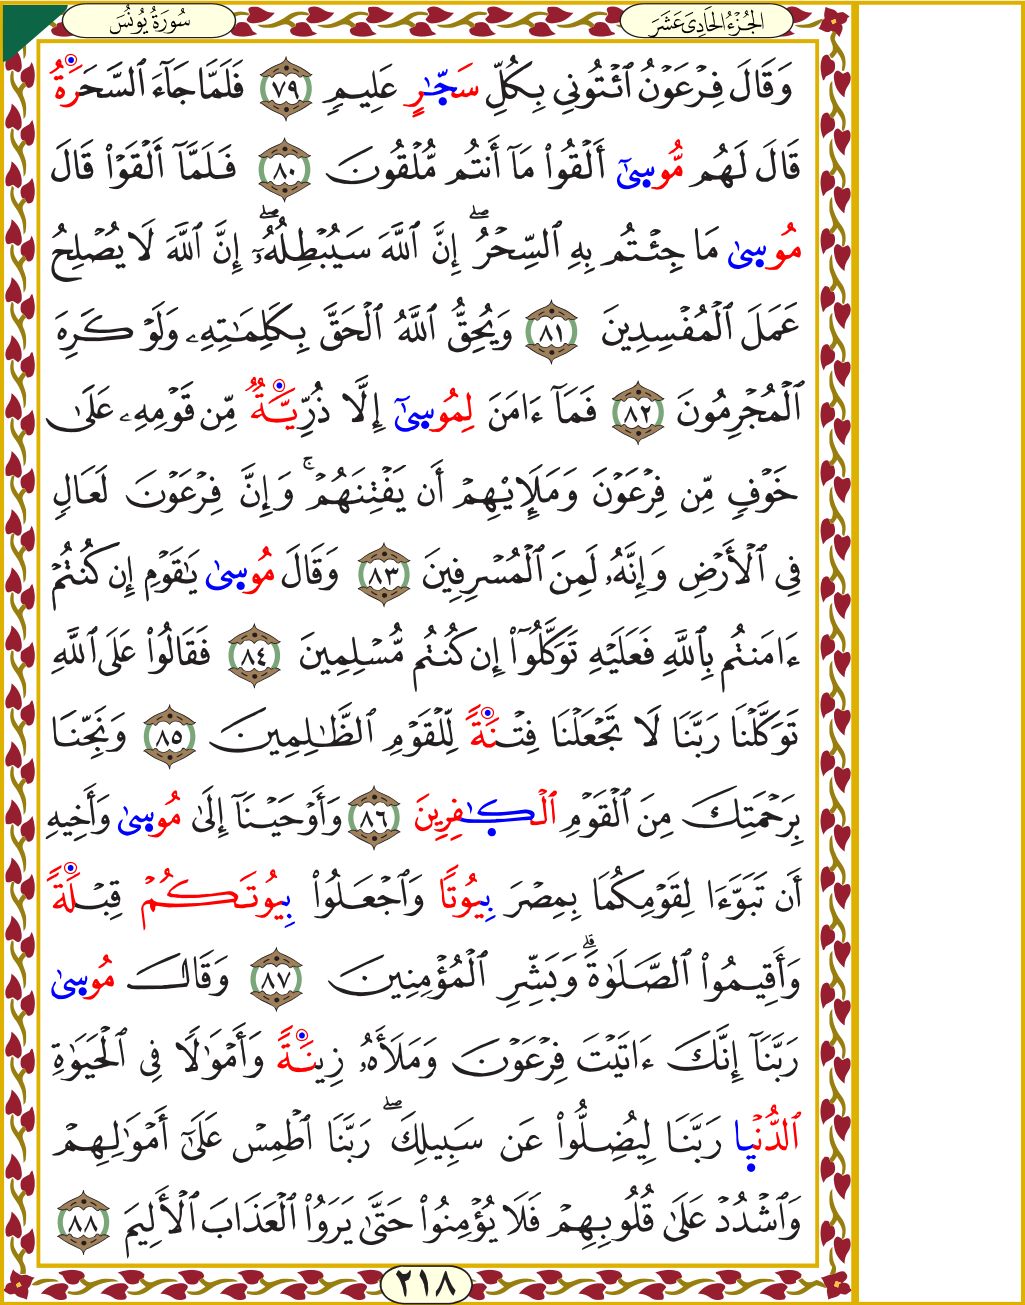 الجُزْءُ الحَادِيَ عَشَرَ
سُورَةُ يُونُسَ
وَقَالَ فِرْعَوْنُ ٱئْتُونِي بِكُلِّ سَحَّٰرٍ عَلِيمٍ ٧٩ فَلَمَّا جَآءَ ٱلسَّحَرَةُ
قَالَ لَهُم مُّوسَىٰٓ أَلْقُوا۟ مَآ أَنتُم مُّلْقُونَ ٨٠ فَلَمَّآ أَلْقَوْا۟ قَالَ
مُوسَىٰ مَا جِئْتُم بِهِ ٱلسِّحْرُ ۖ إِنَّ ٱللَّهَ سَيُبْطِلُهُۥٓ ۖ إِنَّ ٱللَّهَ لَا يُصْلِحُ
عَمَلَ ٱلْمُفْسِدِينَ ٨١ وَيُحِقُّ ٱللَّهُ ٱلْحَقَّ بِكَلِمَٰتِهِۦ وَلَوْ كَرِهَ
ٱلْمُجْرِمُونَ ٨٢ فَمَآ ءَامَنَ لِمُوسَىٰٓ إِلَّا ذُرِّيَّةٌ مِّن قَوْمِهِۦ عَلَىٰ
خَوْفٍ مِّن فِرْعَوْنَ وَمَلَإِي۟هِمْ أَن يَفْتِنَهُمْ ۚ وَإِنَّ فِرْعَوْنَ لَعَالٍ
فِي ٱلْأَرْضِ وَإِنَّهُۥ لَمِنَ ٱلْمُسْرِفِينَ ٨٣ وَقَالَ مُوسَىٰ يَٰقَوْمِ إِن كُنتُمْ
ءَامَنتُم بِٱللَّهِ فَعَلَيْهِ تَوَكَّلُوٓا۟ إِن كُنتُم مُّسْلِمِينَ ٨٤ فَقَالُوا۟ عَلَى ٱللَّهِ
تَوَكَّلْنَا رَبَّنَا لَا تَجْعَلْنَا فِتْنَةً لِّلْقَوْمِ ٱلظَّٰلِمِينَ ٨٥ وَنَجِّنَا
بِرَحْمَتِكَ مِنَ ٱلْقَوْمِ ٱلْكَٰفِرِينَ ٨٦ وَأَوْحَيْنَآ إِلَىٰ مُوسَىٰ وَأَخِيهِ
أَن تَبَوَّءَا لِقَوْمِكُمَا بِمِصْرَ بِيُوتًا وَٱجْعَلُوا۟ بِيُوتَكُمْ قِبْلَةً
وَأَقِيمُوا۟ ٱلصَّلَوٰةَ ۗ وَبَشِّرِ ٱلْمُؤْمِنِينَ ٨٧ وَقَالَ مُوسَىٰ
رَبَّنَآ إِنَّكَ ءَاتَيْتَ فِرْعَوْنَ وَمَلَأَهُۥ زِينَةً وَأَمْوَٰلًا فِي ٱلْحَيَوٰةِ
ٱلدُّنْيَا رَبَّنَا لِيُضِلُّوا۟ عَن سَبِيلِكَ ۖ رَبَّنَا ٱطْمِسْ عَلَىٰٓ أَمْوَٰلِهِمْ
وَٱشْدُدْ عَلَىٰ قُلُوبِهِمْ فَلَا يُؤْمِنُوا۟ حَتَّىٰ يَرَوُا۟ ٱلْعَذَابَ ٱلْأَلِيمَ ٨٨
٢١٨